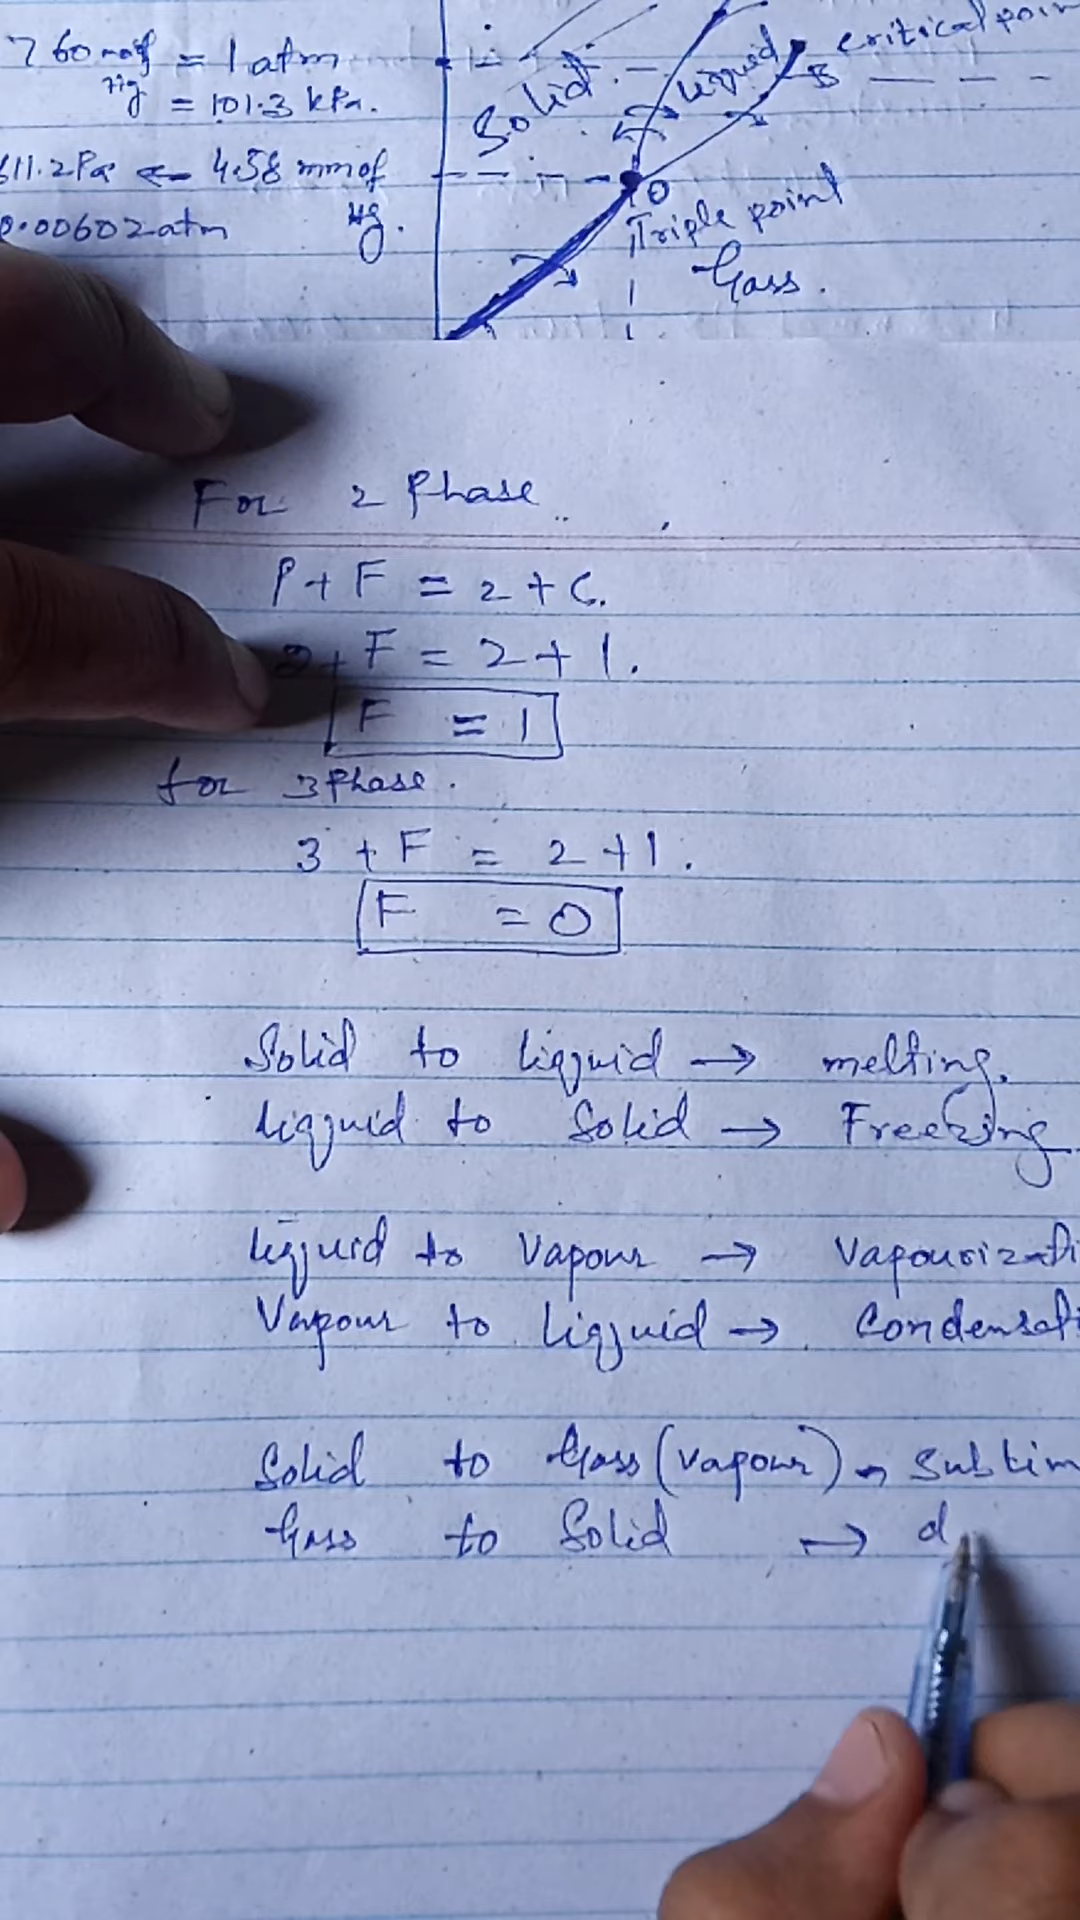 760 mm of = 1 atm
Hg = 101.3 kPa.
611.2 Pa ← 4.58 mm of
0.00602 atm Hg.
Solid
liquid
critical poin
B
O
Triple point
Gass.
For 2 Phase
P + F = 2 + C.
2 + F = 2 + 1.
F = 1
for 3 Phase.
3 + F = 2 + 1.
F = 0
Solid to liquid → melting.
liquid to Solid → Freezing
liquid to Vapour → Vapourizati
Vapour to liquid → Condensati
Solid to Gass (vapour) → Sublim
Gass to Solid → d